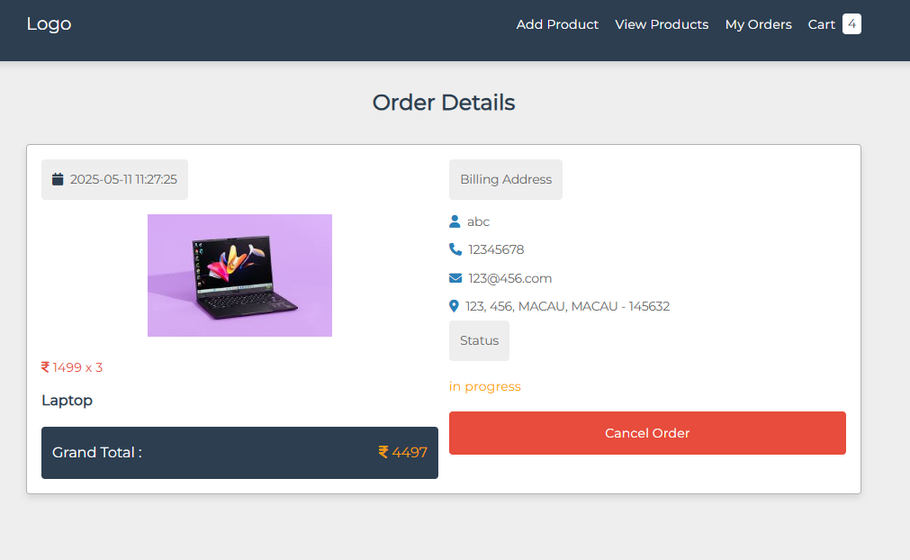 Logo
Add Product View Products My Orders Cart 4
Order Details
2025-05-11 11:27:25
₹ 1499 x 3
Laptop
Grand Total : ₹ 4497
Billing Address
abc
12345678
123@456.com
123, 456, MACAU, MACAU - 145632
Status
in progress
Cancel Order